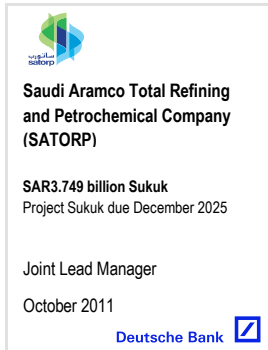 ساتورب
satorp
Saudi Aramco Total Refining
and Petrochemical Company
(SATORP)
SAR3.749 billion Sukuk
Project Sukuk due December 2025
Joint Lead Manager
October 2011
Deutsche Bank